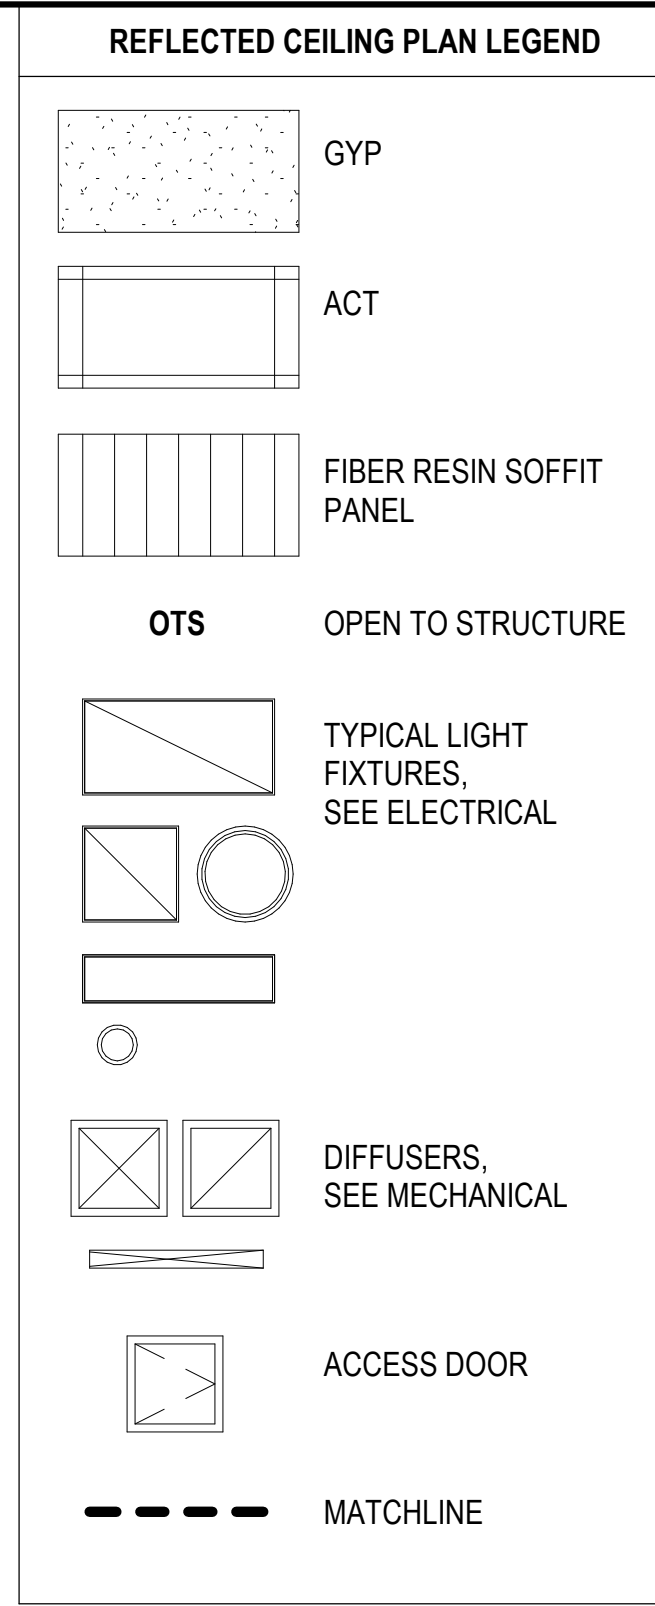 REFLECTED CEILING PLAN LEGEND
GYP
ACT
FIBER RESIN SOFFIT
PANEL
OTS OPEN TO STRUCTURE
TYPICAL LIGHT
FIXTURES,
SEE ELECTRICAL
DIFFUSERS,
SEE MECHANICAL
ACCESS DOOR
MATCHLINE